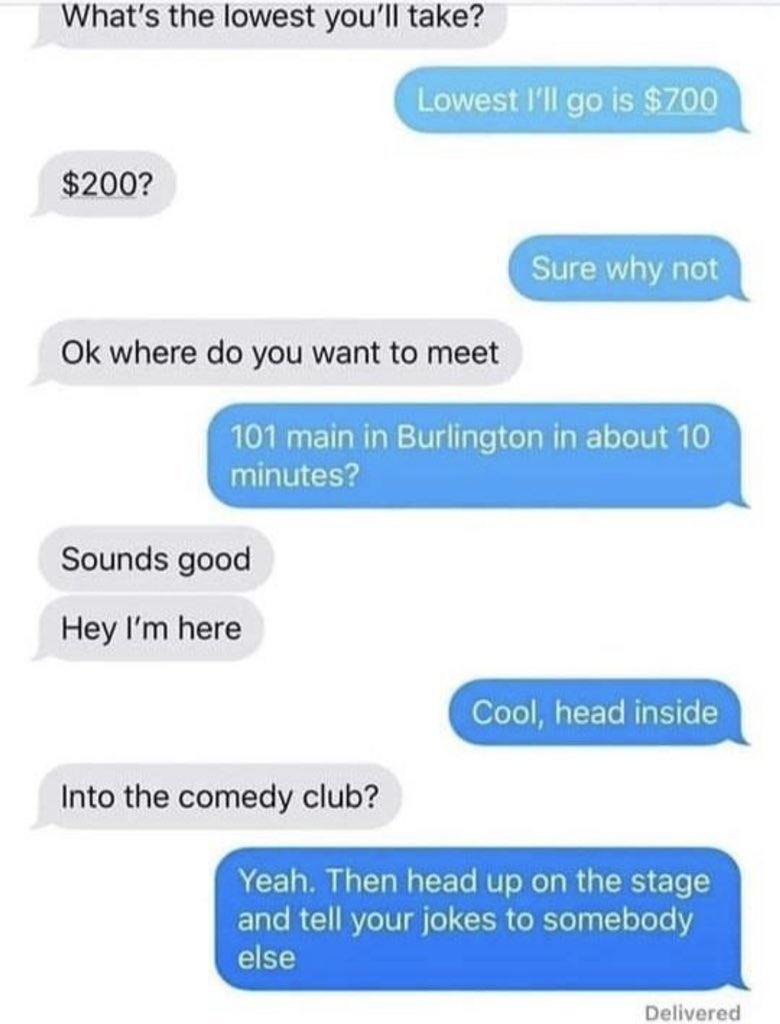 What's the lowest you'll take?
Lowest I'll go is $700
$200?
Sure why not
Ok where do you want to meet
101 main in Burlington in about 10
minutes?
Sounds good
Hey I'm here
Cool, head inside
Into the comedy club?
Yeah. Then head up on the stage
and tell your jokes to somebody
else
Delivered